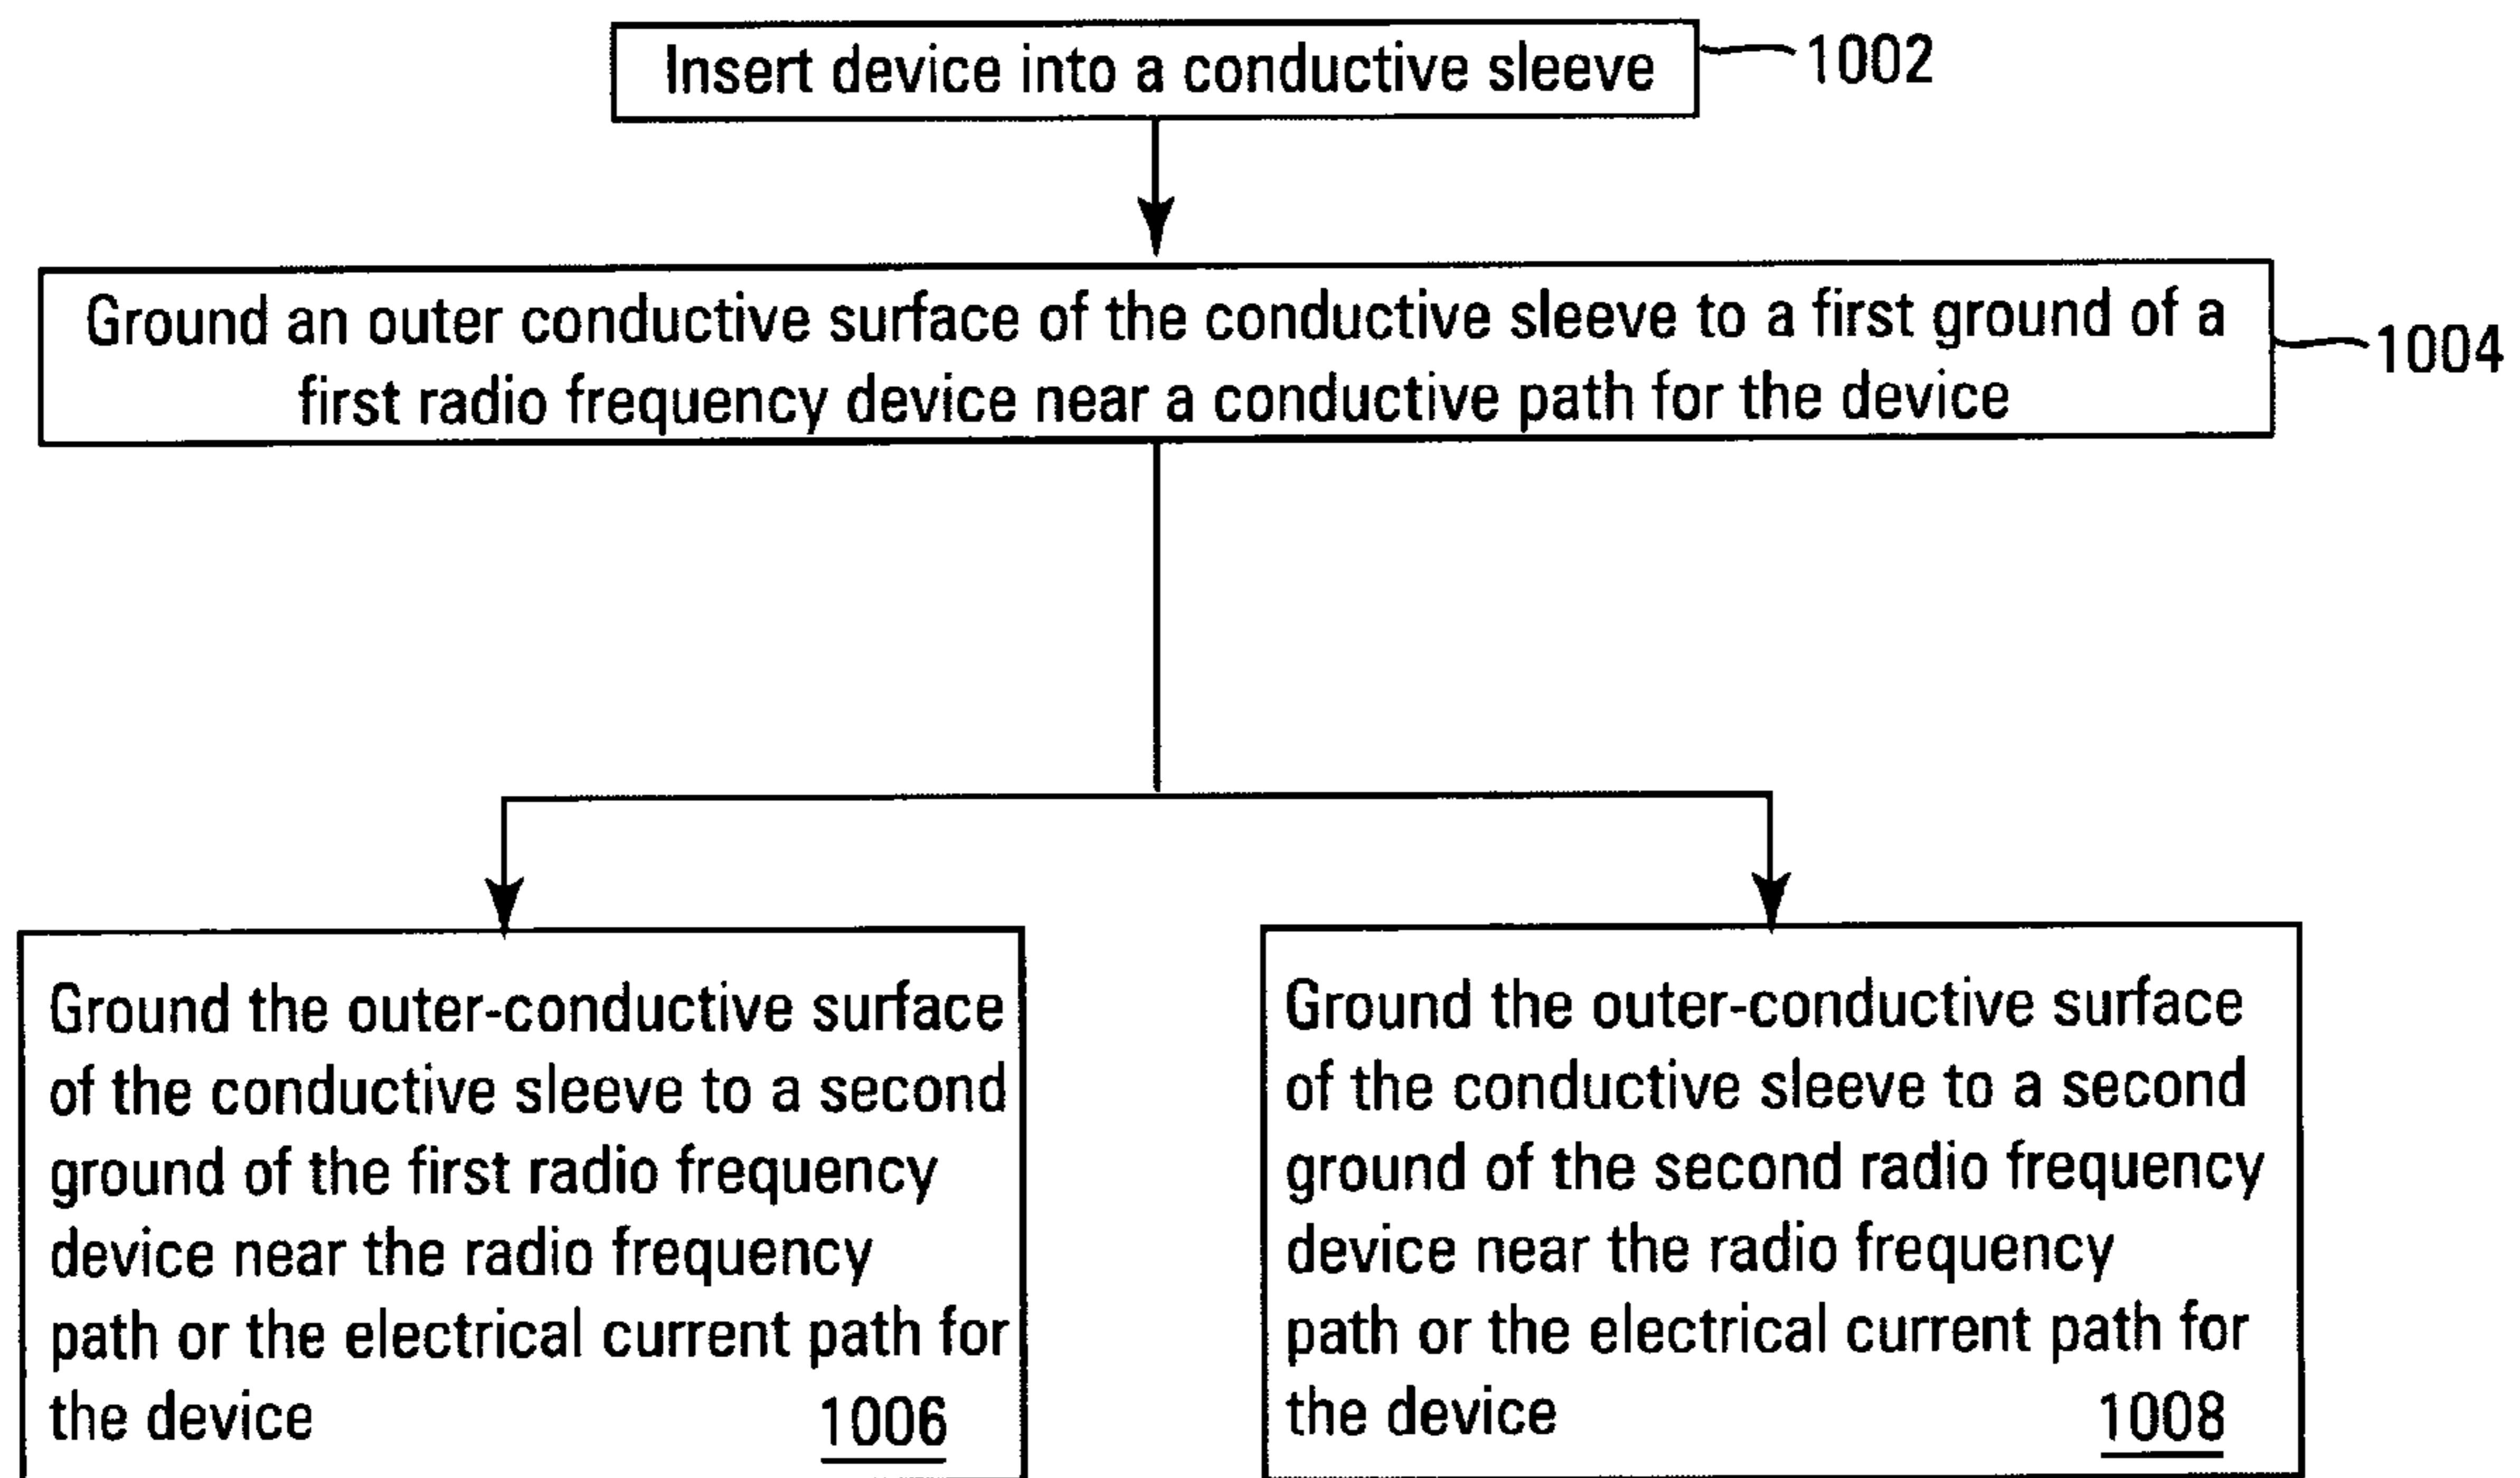 Insert device into a conductive sleeve
1002
Ground an outer conductive surface of the conductive sleeve to a first ground of a
first radio frequency device near a conductive path for the device
1004
Ground the outer-conductive surface
of the conductive sleeve to a second
ground of the first radio frequency
device near the radio frequency
path or the electrical current path for
the device
1006
Ground the outer-conductive surface
of the conductive sleeve to a second
ground of the second radio frequency
device near the radio frequency
path or the electrical current path for
the device
1008